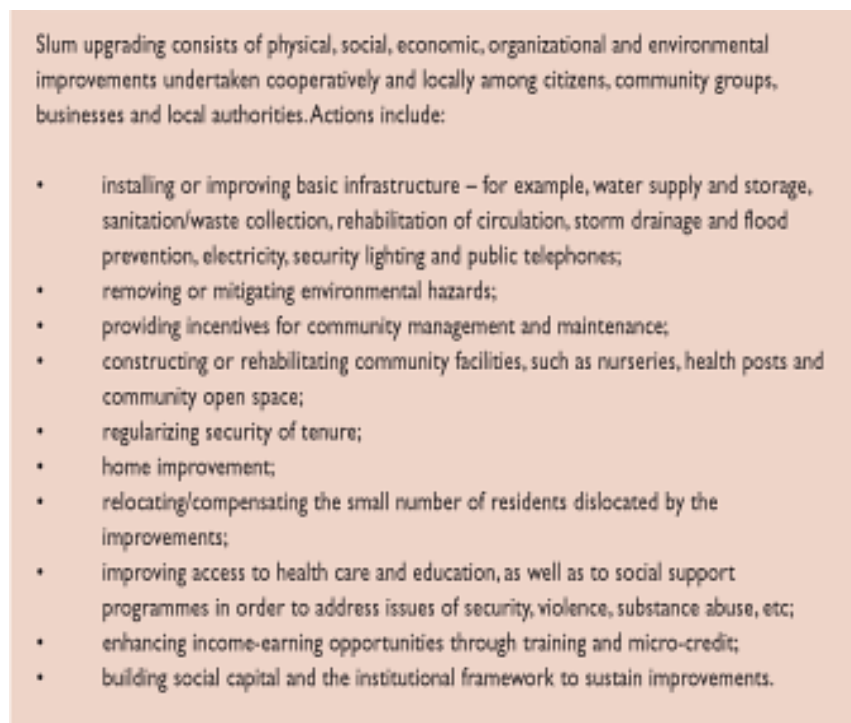 Slum upgrading consists of physical, social, economic, organizational and environmental
improvements undertaken cooperatively and locally among citizens, community groups,
businesses and local authorities. Actions include:
• installing or improving basic infrastructure – for example, water supply and storage,
sanitation/waste collection, rehabilitation of circulation, storm drainage and flood
prevention, electricity, security lighting and public telephones;
• removing or mitigating environmental hazards;
• providing incentives for community management and maintenance;
• constructing or rehabilitating community facilities, such as nurseries, health posts and
community open space;
• regularizing security of tenure;
• home improvement;
• relocating/compensating the small number of residents dislocated by the
improvements;
• improving access to health care and education, as well as to social support
programmes in order to address issues of security, violence, substance abuse, etc;
• enhancing income-earning opportunities through training and micro-credit;
• building social capital and the institutional framework to sustain improvements.